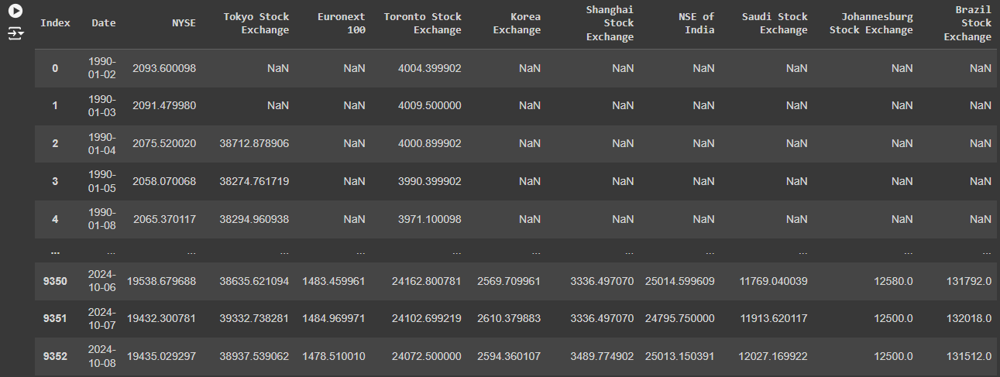 Index Date NYSE Tokyo Stock Exchange Euronext 100 Toronto Stock Exchange Korea Exchange Shanghai Stock Exchange NSE of India Saudi Stock Exchange Johannesburg Stock Exchange Brazil Stock Exchange
0 1990-01-02 2093.600098 NaN NaN 4004.399902 NaN NaN NaN NaN NaN NaN
1 1990-01-03 2091.479980 NaN NaN 4009.500000 NaN NaN NaN NaN NaN NaN
2 1990-01-04 2075.520020 38712.878906 NaN 4000.899902 NaN NaN NaN NaN NaN NaN
3 1990-01-05 2058.070068 38274.761719 NaN 3990.399902 NaN NaN NaN NaN NaN NaN
4 1990-01-08 2065.370117 38294.960938 NaN 3971.100098 NaN NaN NaN NaN NaN NaN
... ... ... ... ... ... ... ... ... ... ... ...
9350 2024-10-06 19538.679688 38635.621094 1483.459961 24162.800781 2569.709961 3336.497070 25014.599609 11769.040039 12580.0 131792.0
9351 2024-10-07 19432.300781 39332.738281 1484.969971 24102.699219 2610.379883 3336.497070 24795.750000 11913.620117 12500.0 132018.0
9352 2024-10-08 19435.029297 38937.539062 1478.510010 24072.500000 2594.360107 3489.774902 25013.150391 12027.169922 12500.0 131512.0